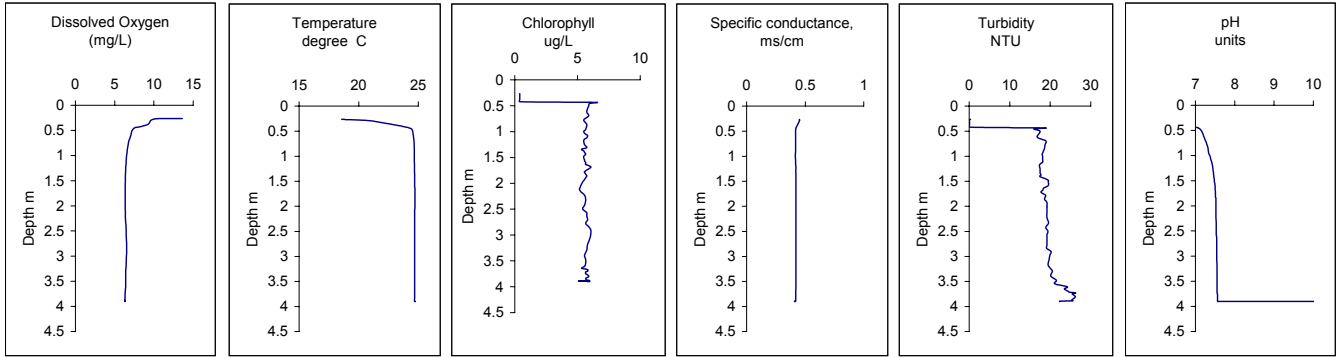 Dissolved Oxygen
(mg/L)
0 5 10 15
0
0.5
1
1.5
2
2.5
3
3.5
4
4.5
Depth m
Temperature
degree C
15 20 25
0
0.5
1
1.5
2
2.5
3
3.5
4
4.5
Depth m
Chlorophyll
ug/L
0 5 10
0
0.5
1
1.5
2
2.5
3
3.5
4
4.5
Depth m
Specific conductance,
ms/cm
0 0.5 1
0
0.5
1
1.5
2
2.5
3
3.5
4
4.5
Depth m
Turbidity
NTU
0 10 20 30
0
0.5
1
1.5
2
2.5
3
3.5
4
4.5
Depth m
pH
units
7 8 9 10
0
0.5
1
1.5
2
2.5
3
3.5
4
4.5
Depth m